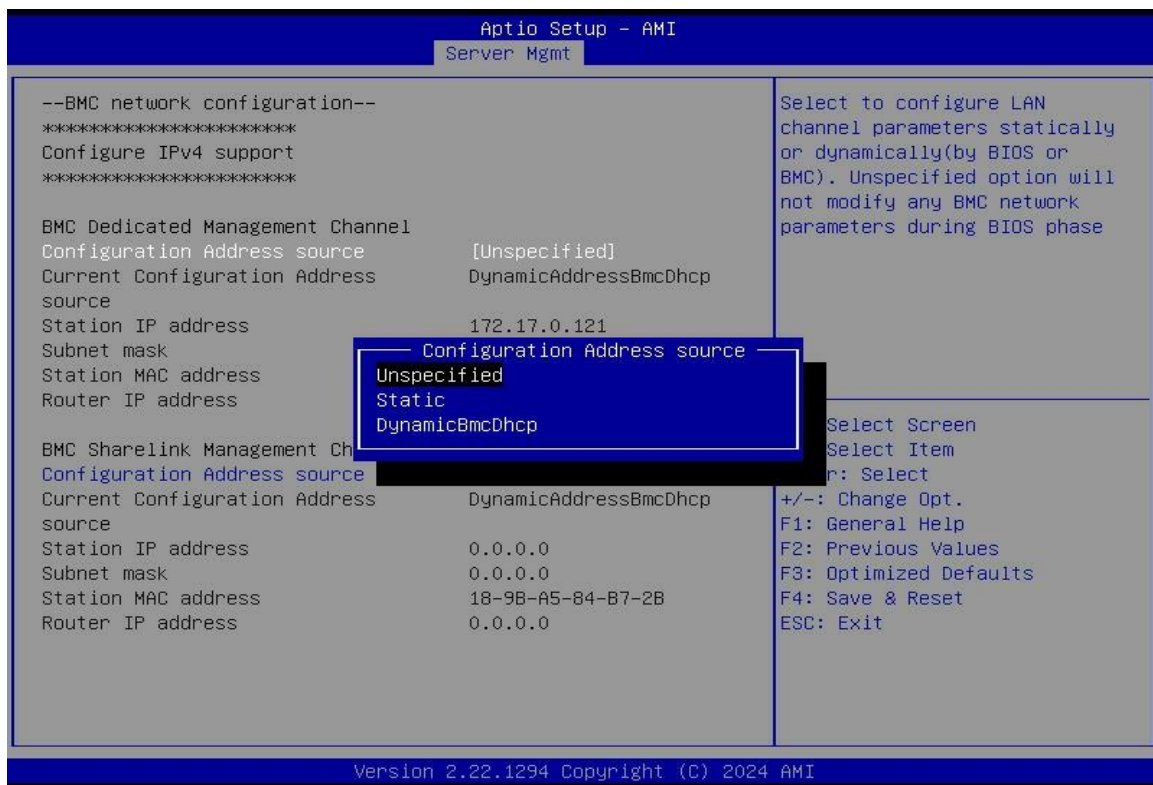 Aptio Setup - AMI
Server Mgmt
--BMC network configuration--
***********************
Configure IPv4 support
***********************
BMC Dedicated Management Channel
Configuration Address source [Unspecified]
Current Configuration Address DynamicAddressBmcDhcp
source
Station IP address 172.17.0.121
Subnet mask
Station MAC address
Router IP address
Configuration Address source
Unspecified
Static
DynamicBmcDhcp
BMC Sharelink Management
Configuration Address source
Current Configuration Address DynamicAddressBmcDhcp
source
Station IP address 0.0.0.0
Subnet mask 0.0.0.0
Station MAC address 18-9B-A5-84-B7-2B
Router IP address 0.0.0.0
Select to configure LAN
channel parameters statically
or dynamically(by BIOS or
BMC). Unspecified option will
not modify any BMC network
parameters during BIOS phase
Select Screen
Select Item
r: Select
+/-: Change Opt.
F1: General Help
F2: Previous Values
F3: Optimized Defaults
F4: Save & Reset
ESC: Exit
Version 2.22.1294 Copyright (C) 2024 AMI